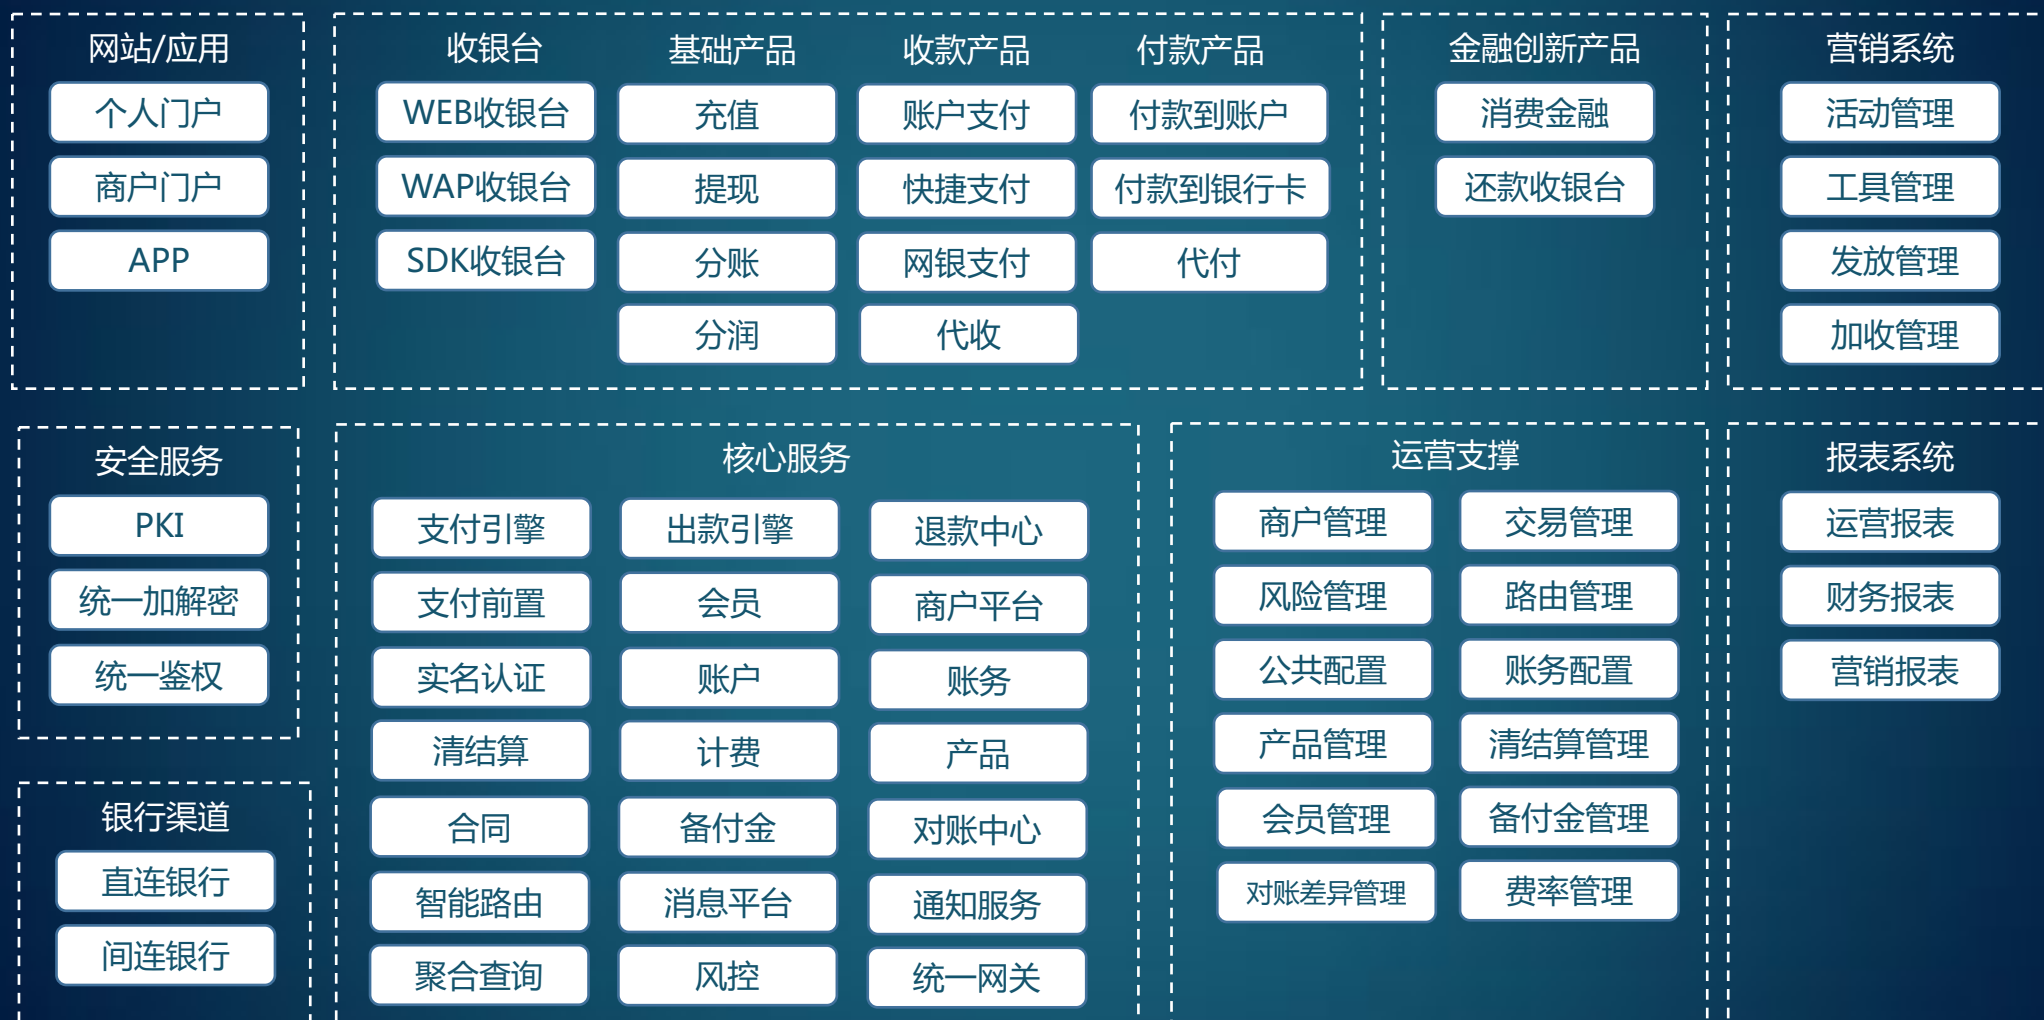 网站/应用
个人门户
商户门户
APP
收银台
WEB收银台
WAP收银台
SDK收银台
基础产品
充值
提现
分账
分润
收款产品
账户支付
快捷支付
网银支付
代收
付款产品
付款到账户
付款到银行卡
代付
金融创新产品
消费金融
还款收银台
营销系统
活动管理
工具管理
发放管理
加收管理
安全服务
PKI
统一加解密
统一鉴权
银行渠道
直连银行
间连银行
核心服务
支付引擎
出款引擎
退款中心
支付前置
会员
商户平台
实名认证
账户
账务
清结算
计费
产品
合同
备付金
对账中心
智能路由
消息平台
通知服务
聚合查询
风控
统一网关
运营支撑
商户管理
交易管理
风险管理
路由管理
公共配置
账务配置
产品管理
清结算管理
会员管理
备付金管理
对账差异管理
费率管理
报表系统
运营报表
财务报表
营销报表